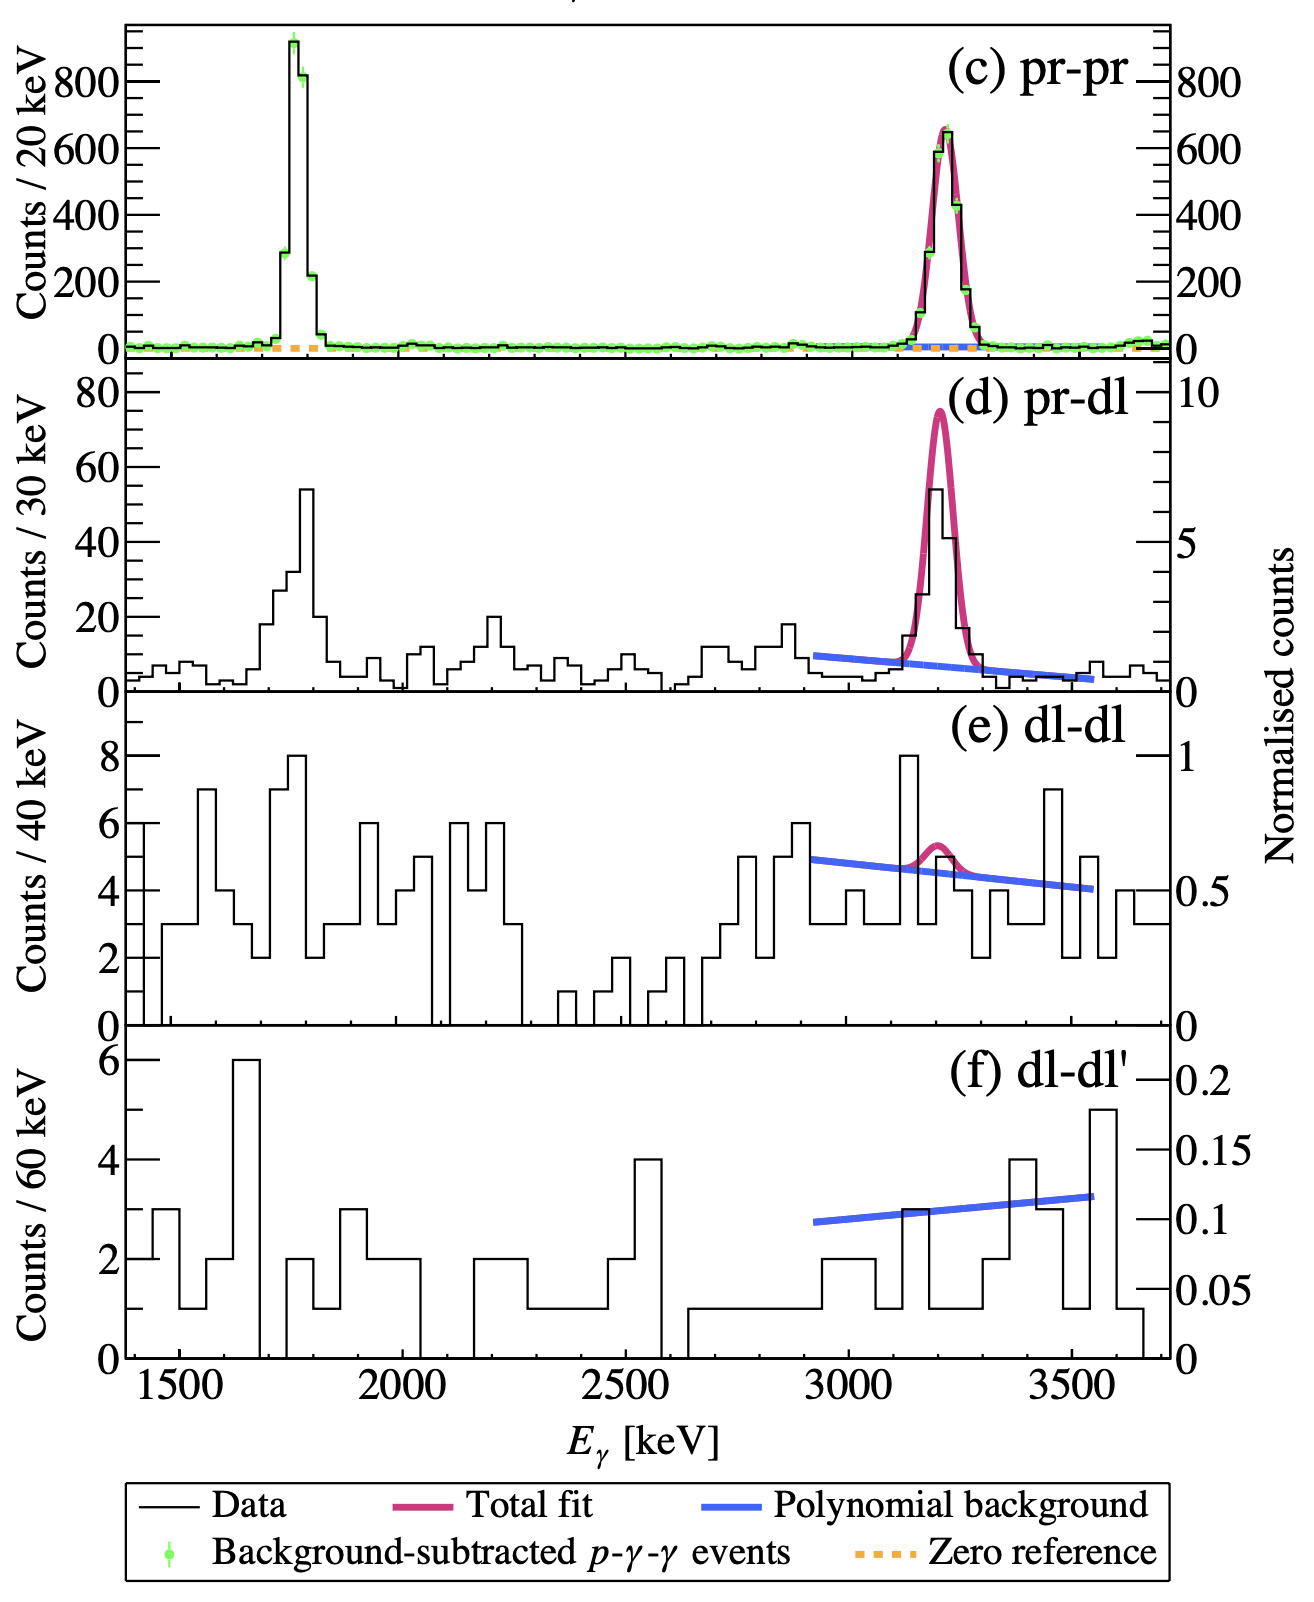 (c) pr-pr
Counts / 20 keV
800
600
400
200
0
800
600
400
200
0
(d) pr-dl
Counts / 30 keV
80
60
40
20
0
10
5
0
(e) dl-dl
Counts / 40 keV
8
6
4
2
0
1
0.5
0
Normalised counts
(f) dl-dl'
Counts / 60 keV
6
4
2
0
0.2
0.15
0.1
0.05
0
1500 2000 2500 3000 3500
Eγ [keV]
Data Total fit Polynomial background
Background-subtracted p-γ-γ events Zero reference